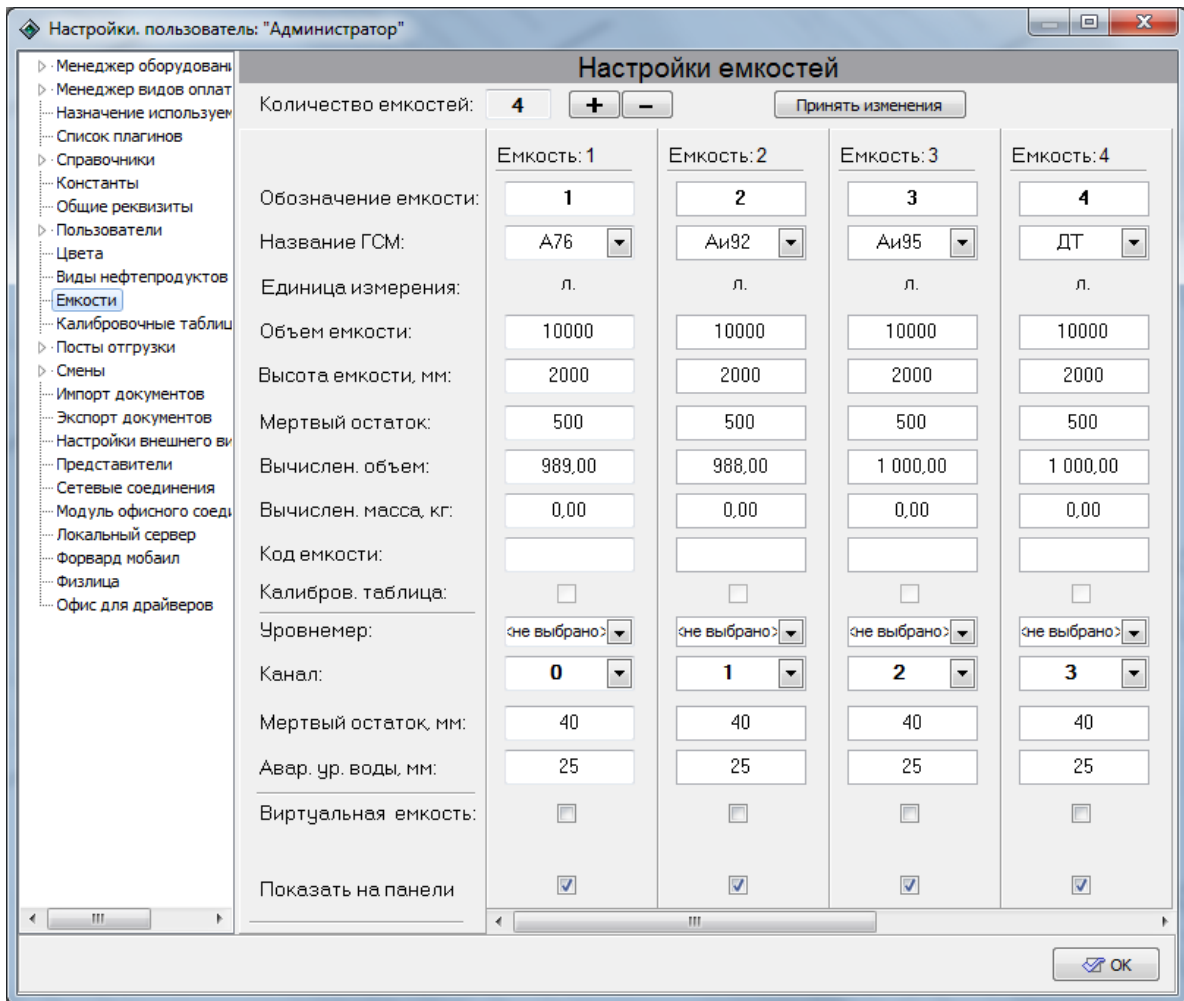 Настройки. пользователь: "Администратор"
Менеджер оборудовани
Менеджер видов оплат
Назначение используем
Список плагинов
Справочники
Константы
Общие реквизиты
Пользователи
Цвета
Виды нефтепродуктов
Емкости
Калибровочные таблиц
Посты отгрузки
Смены
Импорт документов
Экспорт документов
Настройки внешнего ви
Представители
Сетевые соединения
Модуль офисного соеди
Локальный сервер
Форвард мобаил
Физлица
Офис для драйверов
Настройки емкостей
Количество емкостей: 4 + − Принять изменения
Емкость: 1 Емкость: 2 Емкость: 3 Емкость: 4
Обозначение емкости: 1 2 3 4
Название ГСМ: А76 Аи92 Аи95 ДТ
Единица измерения: л. л. л. л.
Объем емкости: 10000 10000 10000 10000
Высота емкости, мм: 2000 2000 2000 2000
Мертвый остаток: 500 500 500 500
Вычислен. объем: 989,00 988,00 1 000,00 1 000,00
Вычислен. масса, кг: 0,00 0,00 0,00 0,00
Код емкости:
Калибров. таблица:
Уровнемер: <не выбрано> <не выбрано> <не выбрано> <не выбрано>
Канал: 0 1 2 3
Мертвый остаток, мм: 40 40 40 40
Авар. ур. воды, мм: 25 25 25 25
Виртуальная емкость:
Показать на панели
OK